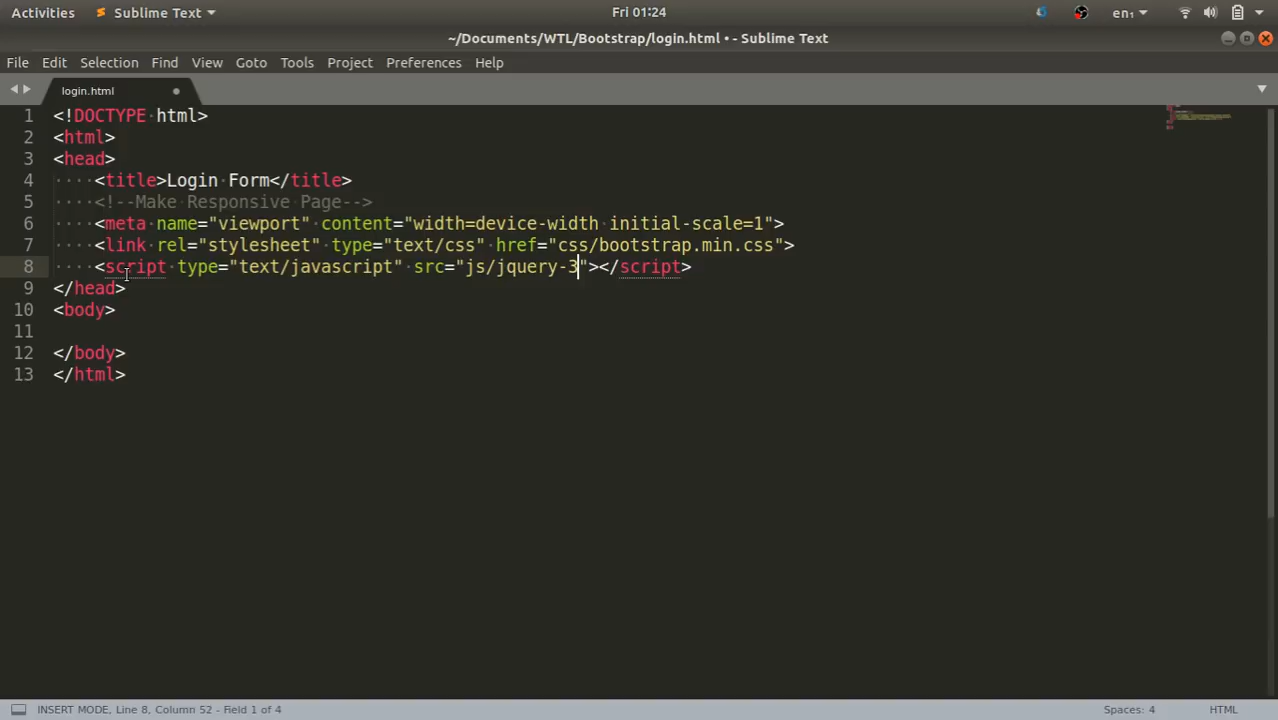 Activities Sublime Text Fri 01:24 en₁
~/Documents/WTL/Bootstrap/login.html • - Sublime Text
File Edit Selection Find View Goto Tools Project Preferences Help
login.html
1 <!DOCTYPE html>
2 <html>
3 <head>
4 ····<title>Login Form</title>
5 ····<!--Make Responsive Page-->
6 ····<meta name="viewport" content="width=device-width initial-scale=1">
7 ····<link rel="stylesheet" type="text/css" href="css/bootstrap.min.css">
8 ····<script type="text/javascript" src="js/jquery-3"></script>
9 </head>
10 <body>
11
12 </body>
13 </html>
INSERT MODE, Line 8, Column 52 - Field 1 of 4 Spaces: 4 HTML